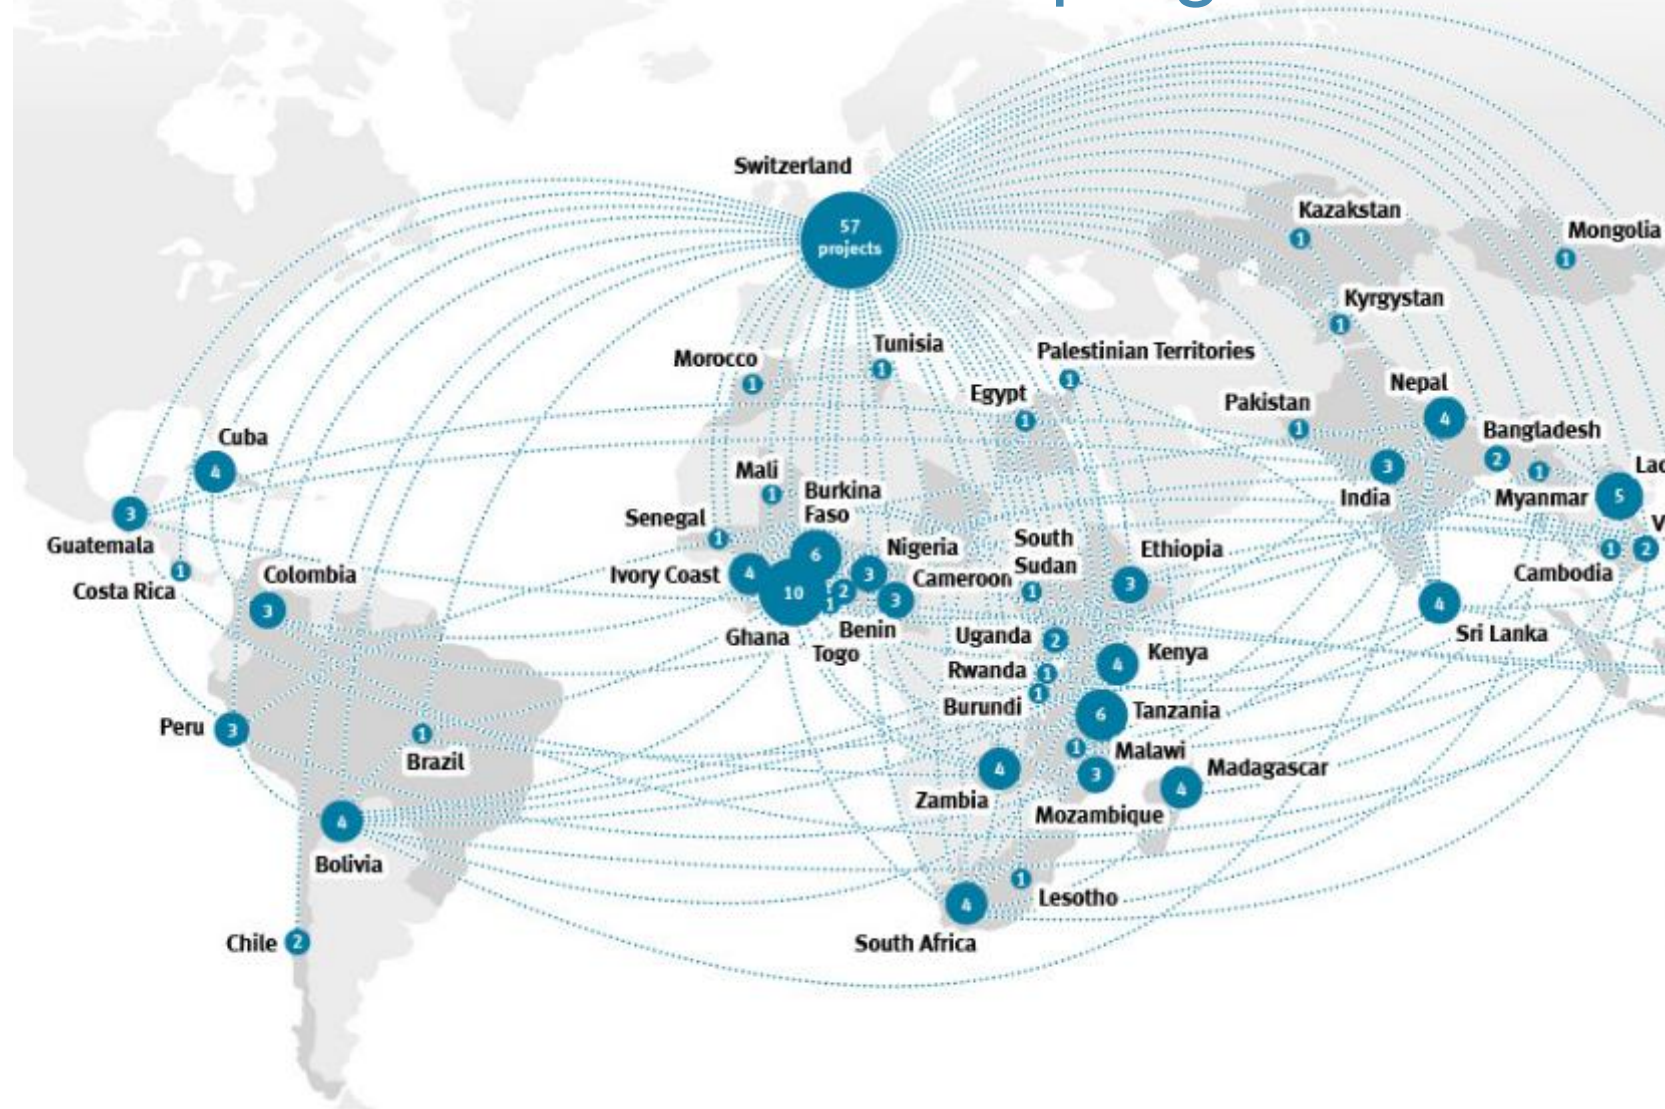 Switzerland
57
projects
Kazakstan
1
Mongolia
1
Kyrgystan
1
Morocco
1
Tunisia
1
Palestinian Territories
1
Egypt
1
Pakistan
1
Nepal
4
Bangladesh
2
India
3
Myanmar
1
5
Cuba
4
Guatemala
3
Costa Rica
1
Colombia
3
Mali
1
Burkina
Faso
6
Senegal
1
Ivory Coast
4
Ghana
10
Togo
1
Benin
2
Nigeria
3
Cameroon
3
South
Sudan
1
Ethiopia
3
Cambodia
1
2
Sri Lanka
4
Uganda
2
Kenya
4
Rwanda
1
Burundi
1
Tanzania
6
Peru
3
Brazil
1
Malawi
1
Mozambique
3
Madagascar
4
Zambia
4
Bolivia
4
Lesotho
1
South Africa
4
Chile
2